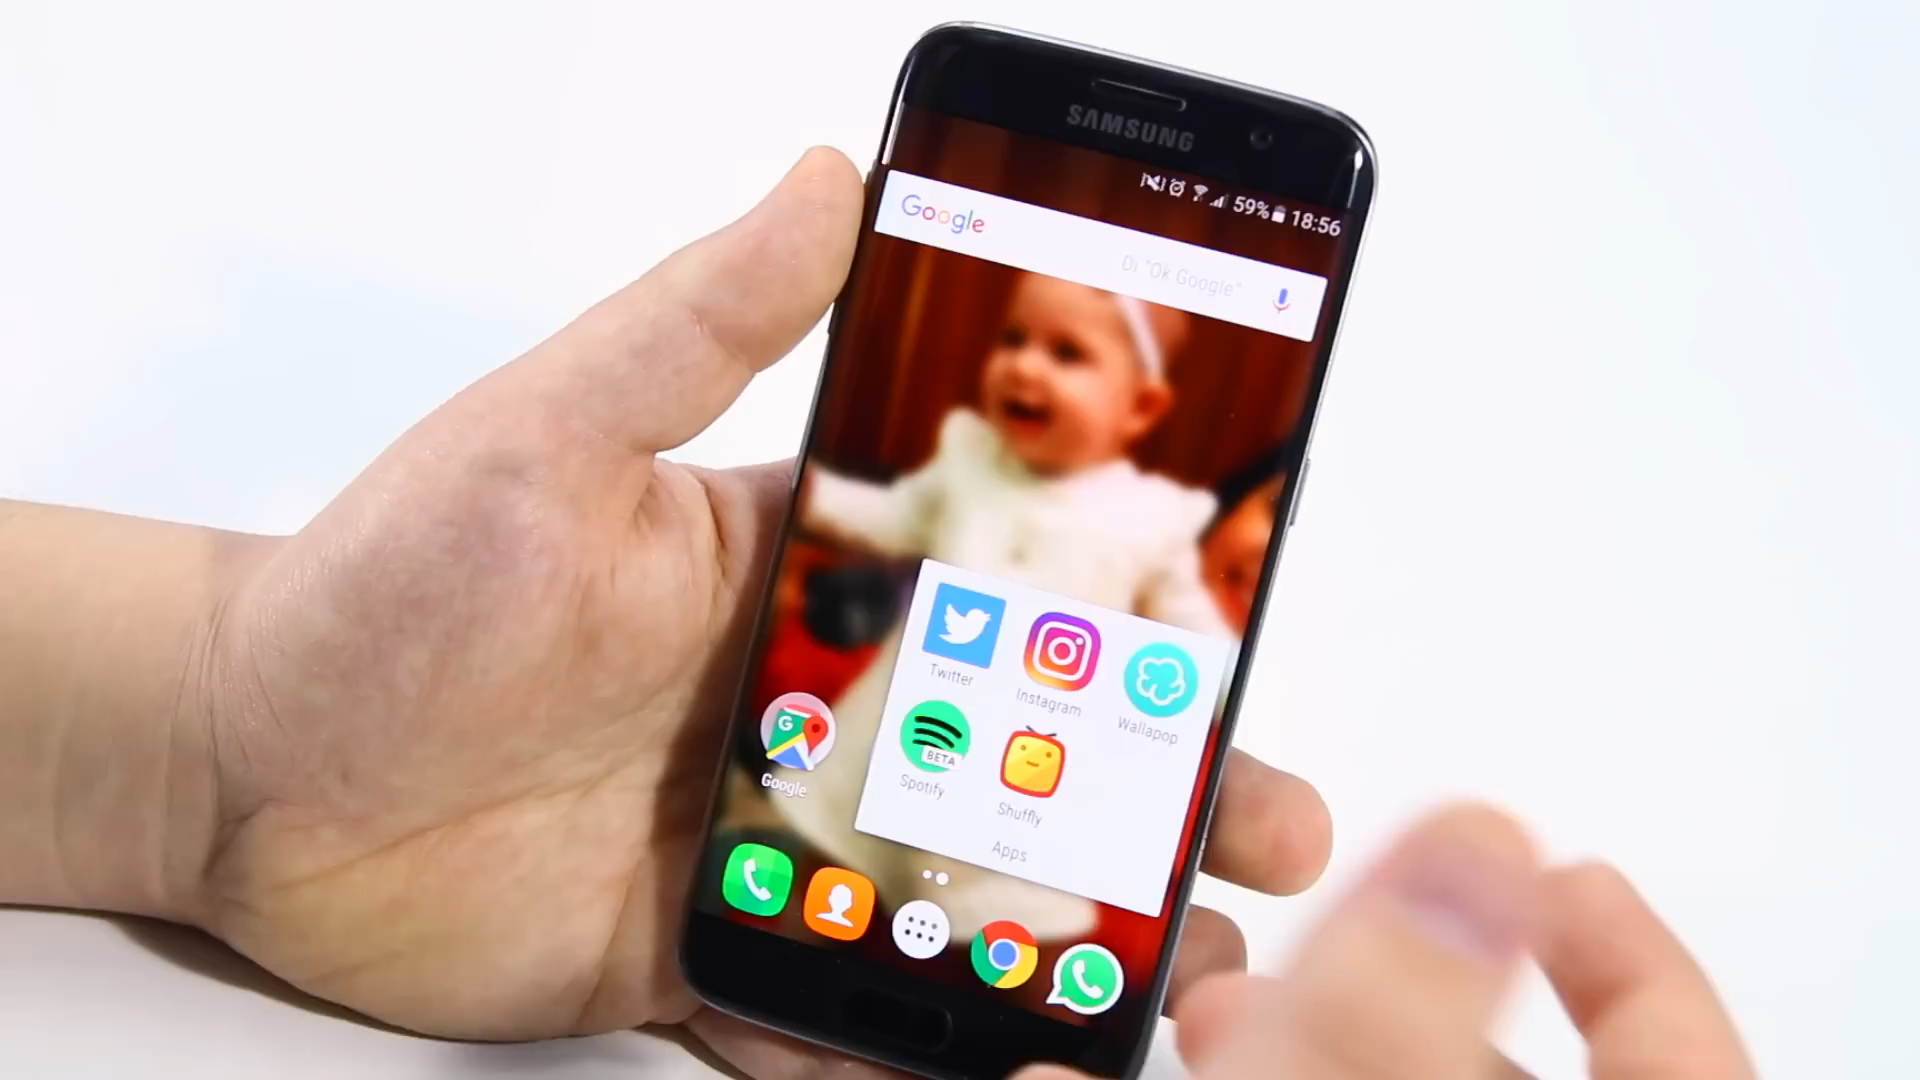 SAMSUNG
59% 18:56
Google
Di "Ok Google"
Twitter
Instagram
Wallapop
Spotify
BETA
Shuffly
Google
G
Apps